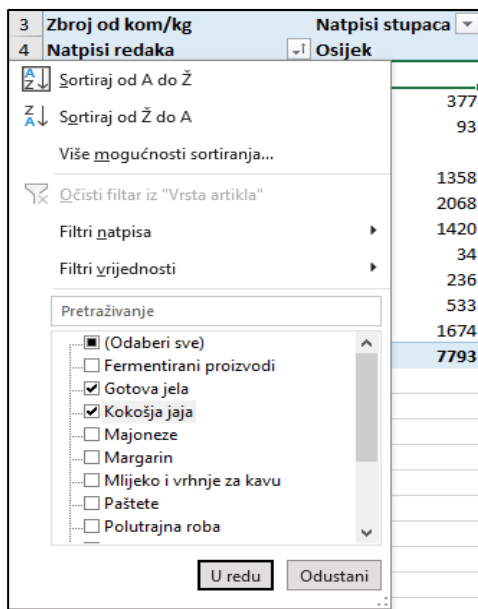 3 Zbroj od kom/kg Natpisi stupaca
4 Natpisi redaka Osijek
Sortiraj od A do Ž
Sortiraj od Ž do A
Više mogućnosti sortiranja...
Očisti filtar iz "Vrsta artikla"
Filtri natpisa
Filtri vrijednosti
Pretraživanje
(Odaberi sve)
Fermentirani proizvodi
Gotova jela
Kokošja jaja
Majoneze
Margarin
Mlijeko i vrhnje za kavu
Paštete
Polutrajna roba
U redu Odustani
377
93
1358
2068
1420
34
236
533
1674
7793